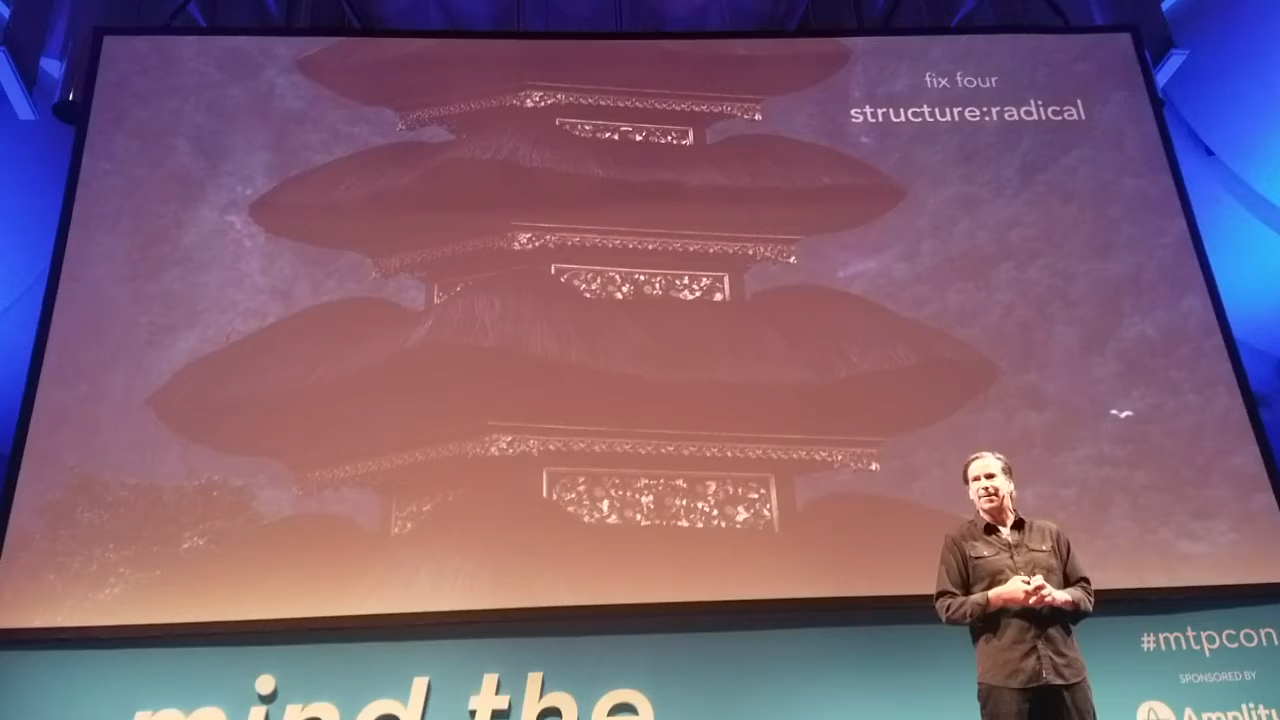 fix four
structure:radical
mind the
#mtpcon
SPONSORED BY